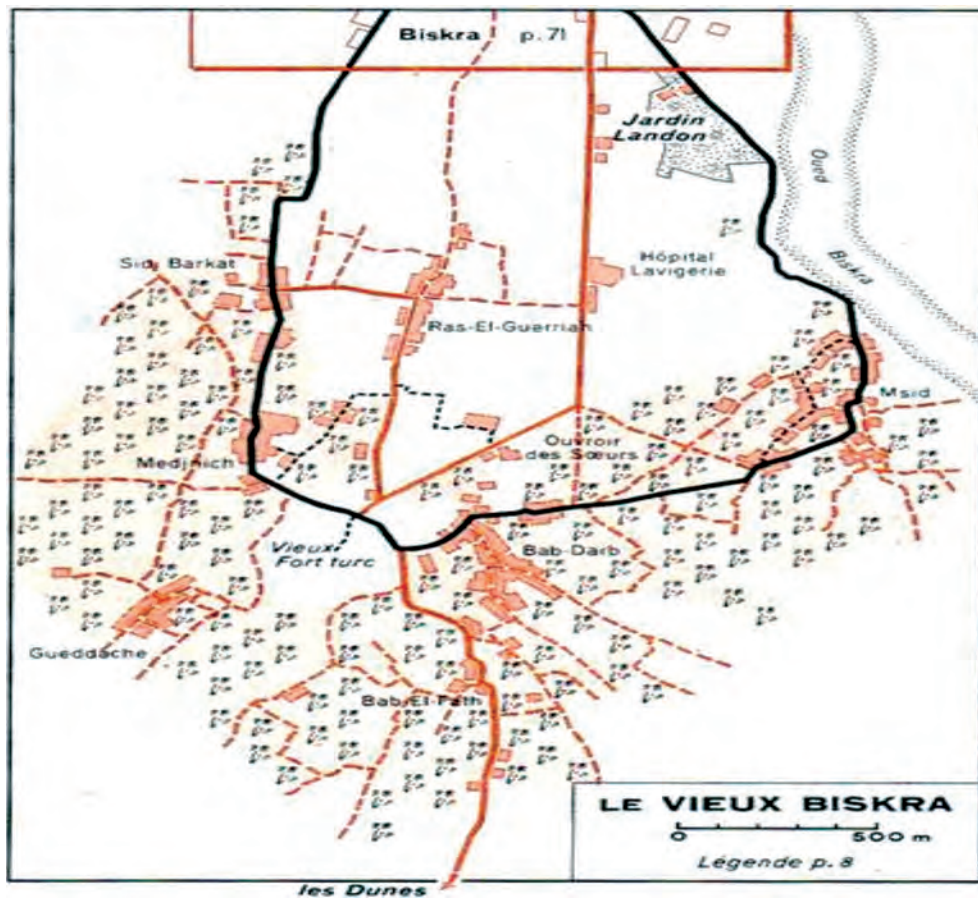 Biskra p. 71
Jardin
Landon
Oued
Biskra
Sidi Barkat
Hôpital
Lavigerie
Ras-El-Guerriah
Msid
Ouvroir
des Sœurs
Medjnich
Vieux
Fort turc
Bab-Darb
Gueddache
Bab-El-Fath
LE VIEUX BISKRA
0 500 m
Légende p. 8
les Dunes